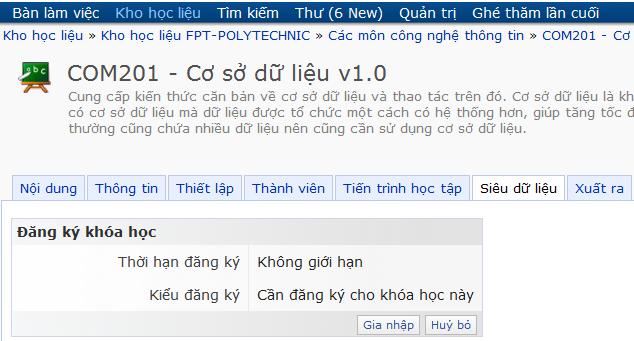 Bàn làm việc Kho học liệu Tìm kiếm Thư (6 New) Quản trị Ghé thăm lần cuối
Kho học liệu » Kho học liệu FPT-POLYTECHNIC » Các môn công nghệ thông tin » COM201 - Cơ
COM201 - Cơ sở dữ liệu v1.0
Cung cấp kiến thức căn bản về cơ sở dữ liệu và thao tác trên đó. Cơ sở dữ liệu là kh
có cơ sở dữ liệu mà dữ liệu được tổ chức một cách có hệ thống hơn, giúp tăng tốc đ
thường cũng chứa nhiều dữ liệu nên cũng cần sử dụng cơ sở dữ liệu.
Nội dung Thông tin Thiết lập Thành viên Tiến trình học tập Siêu dữ liệu Xuất ra
Đăng ký khóa học
Thời hạn đăng ký Không giới hạn
Kiểu đăng ký Cần đăng ký cho khóa học này
Gia nhập Huỷ bỏ